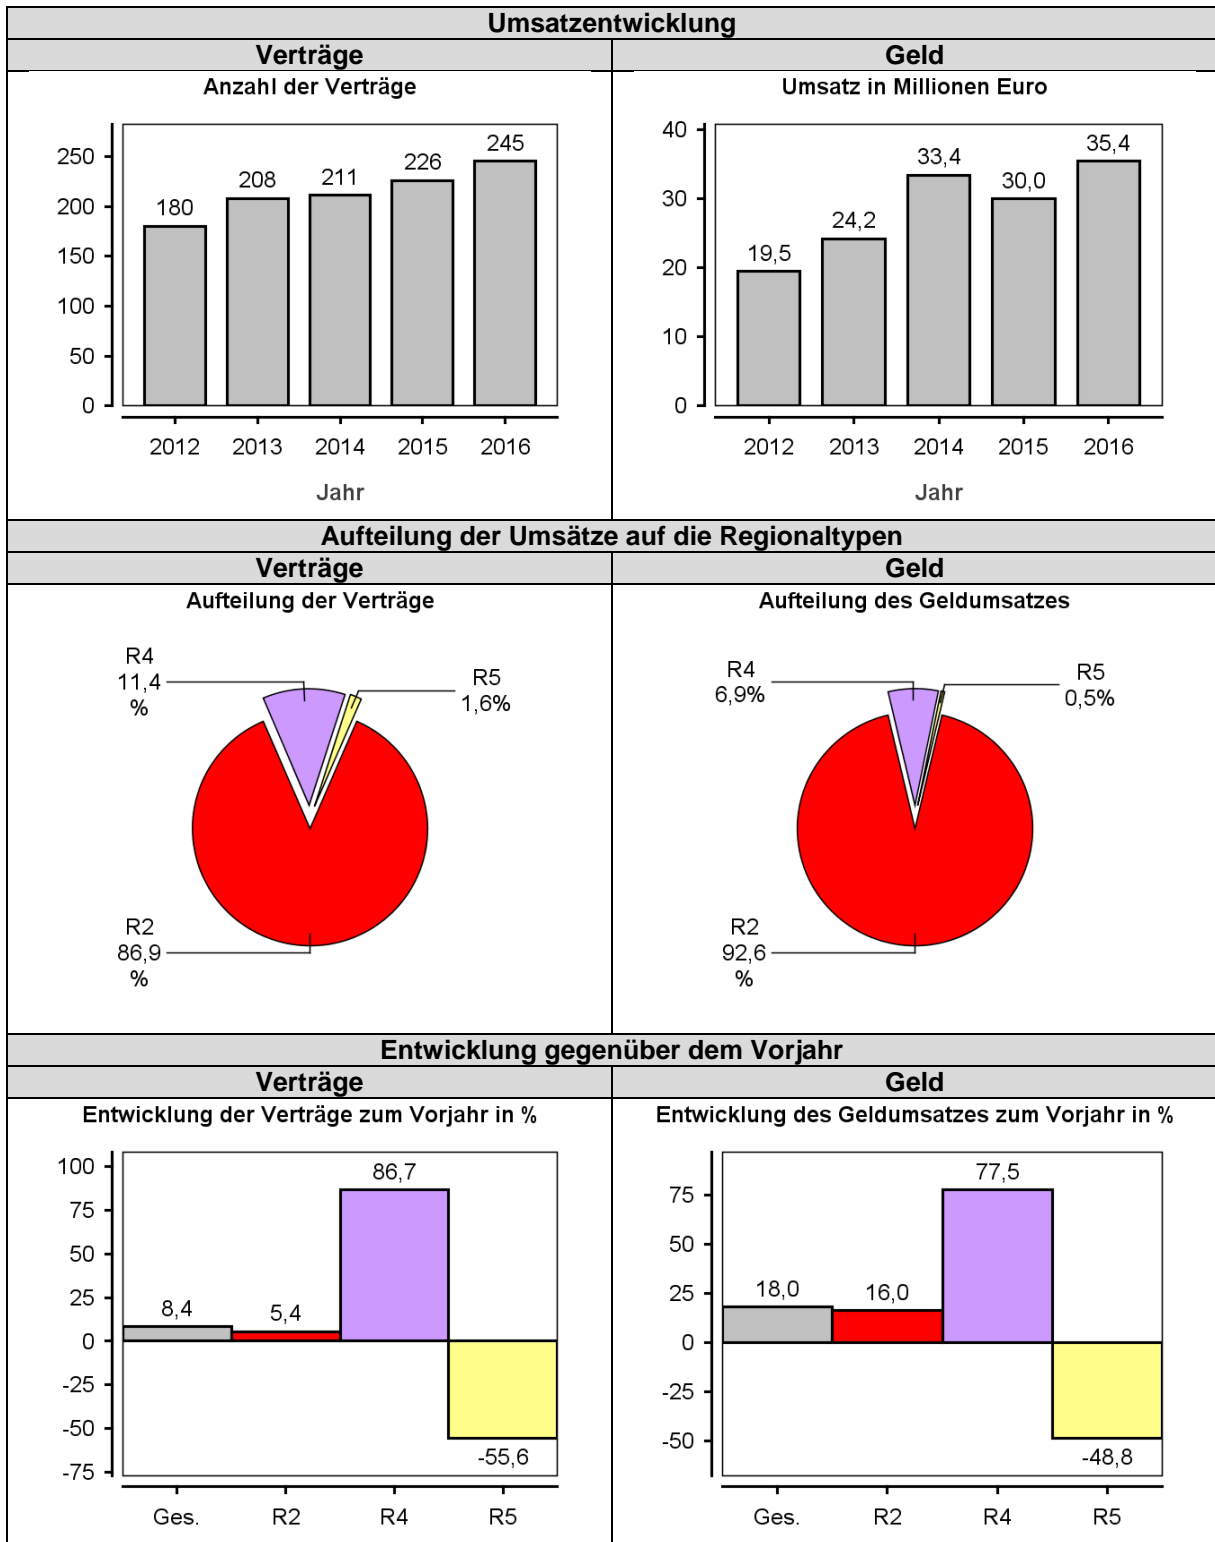 Umsatzentwicklung
Verträge
Geld
Anzahl der Verträge
250
200
150
100
50
0
180
208
211
226
245
2012 2013 2014 2015 2016
Jahr
Umsatz in Millionen Euro
40
30
20
10
0
19,5
24,2
33,4
30,0
35,4
2012 2013 2014 2015 2016
Jahr
Aufteilung der Umsätze auf die Regionaltypen
Verträge
Geld
Aufteilung der Verträge
R4
11,4
%
R5
1,6%
R2
86,9
%
Aufteilung des Geldumsatzes
R4
6,9%
R5
0,5%
R2
92,6
%
Entwicklung gegenüber dem Vorjahr
Verträge
Geld
Entwicklung der Verträge zum Vorjahr in %
100
75
50
25
0
-25
-50
-75
8,4
5,4
86,7
-55,6
Ges. R2 R4 R5
Entwicklung des Geldumsatzes zum Vorjahr in %
75
50
25
0
-25
-50
18,0
16,0
77,5
-48,8
Ges. R2 R4 R5